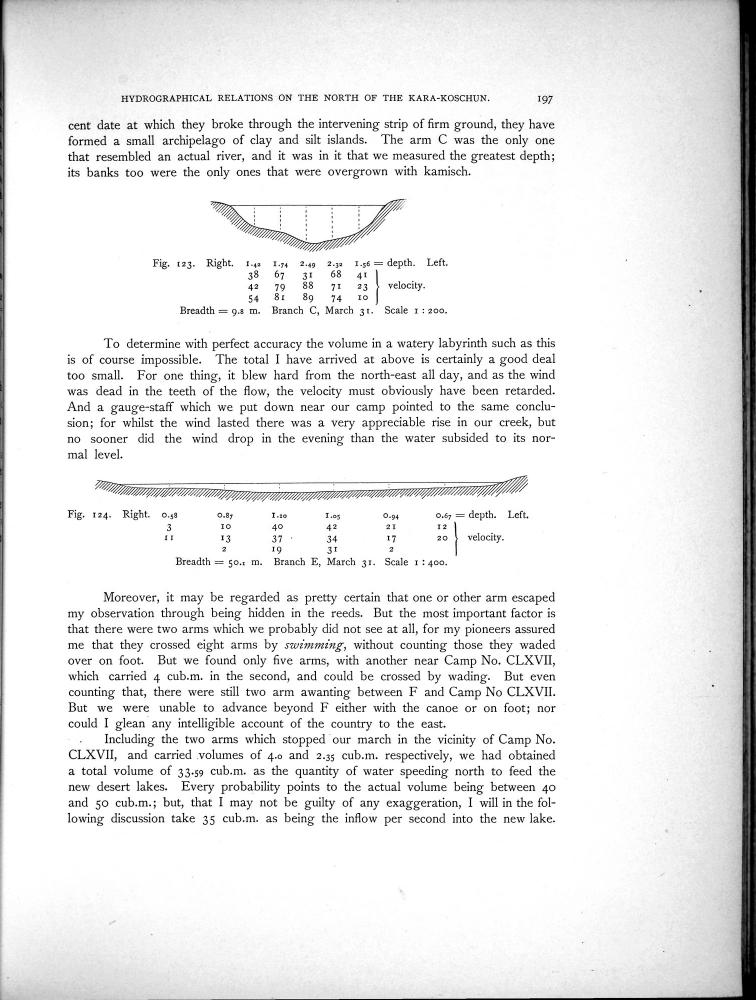 HYDROGRAPHICAL RELATIONS ON THE NORTH OF THE KARA-KOSCHUN. 197
cent date at which they broke through the intervening strip of firm ground, they have
formed a small archipelago of clay and silt islands. The arm C was the only one
that resembled an actual river, and it was in it that we measured the greatest depth;
its banks too were the only ones that were overgrown with kamisch.
Fig. 123. Right. 1.42 1.74 2.49 2.32 1.56 = depth. Left.
38 67 31 68 41
42 79 88 71 23 velocity.
54 81 89 74 10
Breadth = 9.8 m. Branch C, March 31. Scale 1 : 200.
To determine with perfect accuracy the volume in a watery labyrinth such as this
is of course impossible. The total I have arrived at above is certainly a good deal
too small. For one thing, it blew hard from the north-east all day, and as the wind
was dead in the teeth of the flow, the velocity must obviously have been retarded.
And a gauge-staff which we put down near our camp pointed to the same conclu-
sion; for whilst the wind lasted there was a very appreciable rise in our creek, but
no sooner did the wind drop in the evening than the water subsided to its nor-
mal level.
Fig. 124. Right. 0.58 0.87 1.10 1.05 0.94 0.67 = depth. Left.
3 10 40 42 21 12
11 13 37 34 17 20 velocity.
2 19 31 2
Breadth = 50.1 m. Branch E, March 31. Scale 1 : 400.
Moreover, it may be regarded as pretty certain that one or other arm escaped
my observation through being hidden in the reeds. But the most important factor is
that there were two arms which we probably did not see at all, for my pioneers assured
me that they crossed eight arms by swimming, without counting those they waded
over on foot. But we found only five arms, with another near Camp No. CLXVII,
which carried 4 cub.m. in the second, and could be crossed by wading. But even
counting that, there were still two arm awanting between F and Camp No CLXVII.
But we were unable to advance beyond F either with the canoe or on foot; nor
could I glean any intelligible account of the country to the east.
Including the two arms which stopped our march in the vicinity of Camp No.
CLXVII, and carried volumes of 4.0 and 2.35 cub.m. respectively, we had obtained
a total volume of 33.59 cub.m. as the quantity of water speeding north to feed the
new desert lakes. Every probability points to the actual volume being between 40
and 50 cub.m.; but, that I may not be guilty of any exaggeration, I will in the fol-
lowing discussion take 35 cub.m. as being the inflow per second into the new lake.